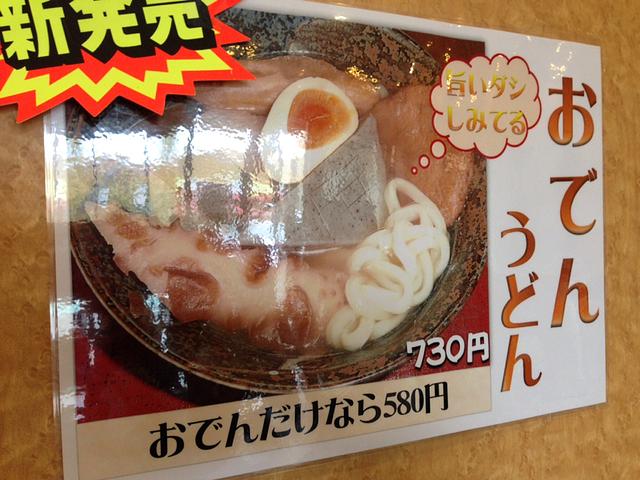 新発売
旨いダシ
しみてる
おでん
うどん
730円
おでんだけなら580円